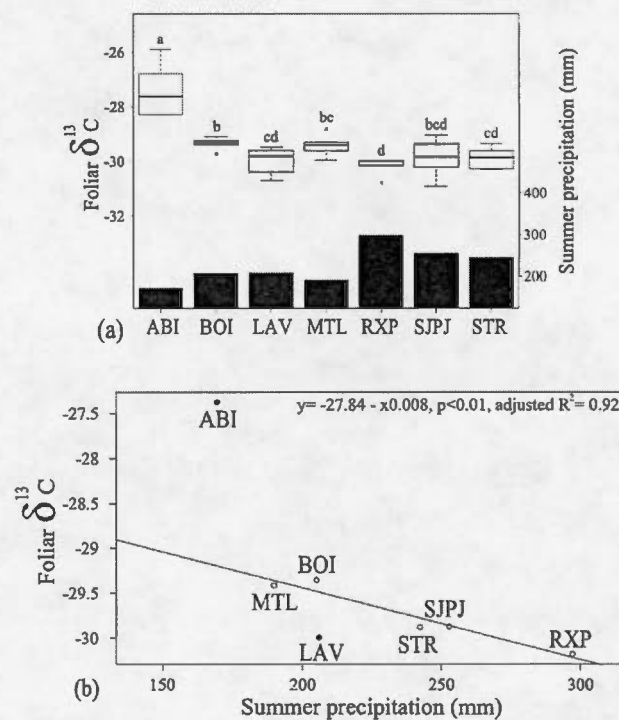 Foliar δ13 C
-26
-28
-30
-32
a
b
cd
bc
d
bcd
cd
Summer precipitation (mm)
400
300
200
(a)
ABI BOI LAV MTL RXP SJPJ STR
y= -27.84 - x0.008, p<0.01, adjusted R2= 0.92
Foliar δ13 C
-27.5
-28
-28.5
-29
-29.5
-30
ABI
BOI
MTL
LAV
SJPJ
STR
RXP
(b)
150 200 250 300
Summer precipitation (mm)